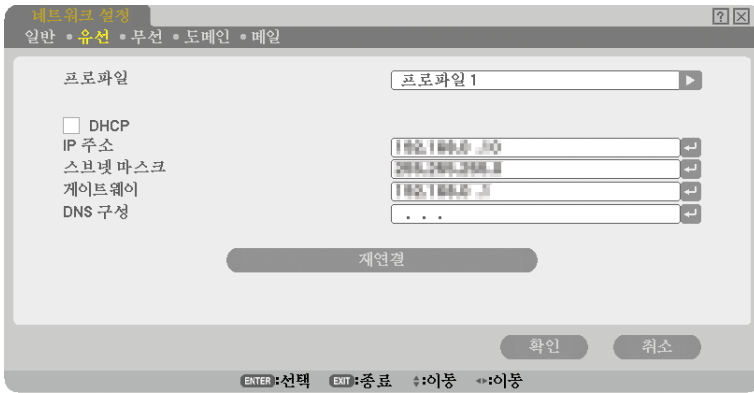 네트워크 설정
일반 • 유선 • 무선 • 도메인 • 메일
프로파일 프로파일 1
DHCP
IP 주소
스브넷 마스크
게이트웨이
DNS 구성 . . .
재연결
확인 취소
ENTER :선택 EXIT :종료 :이동 :이동